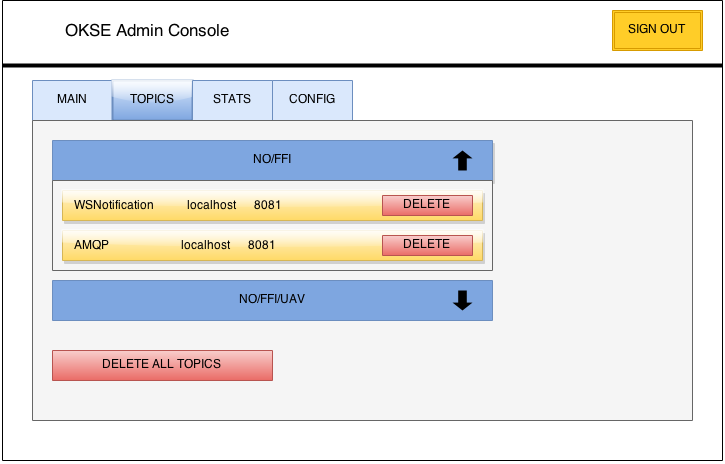 OKSE Admin Console
SIGN OUT
MAIN TOPICS STATS CONFIG
NO/FFI
WSNotification localhost 8081 DELETE
AMQP localhost 8081 DELETE
NO/FFI/UAV
DELETE ALL TOPICS